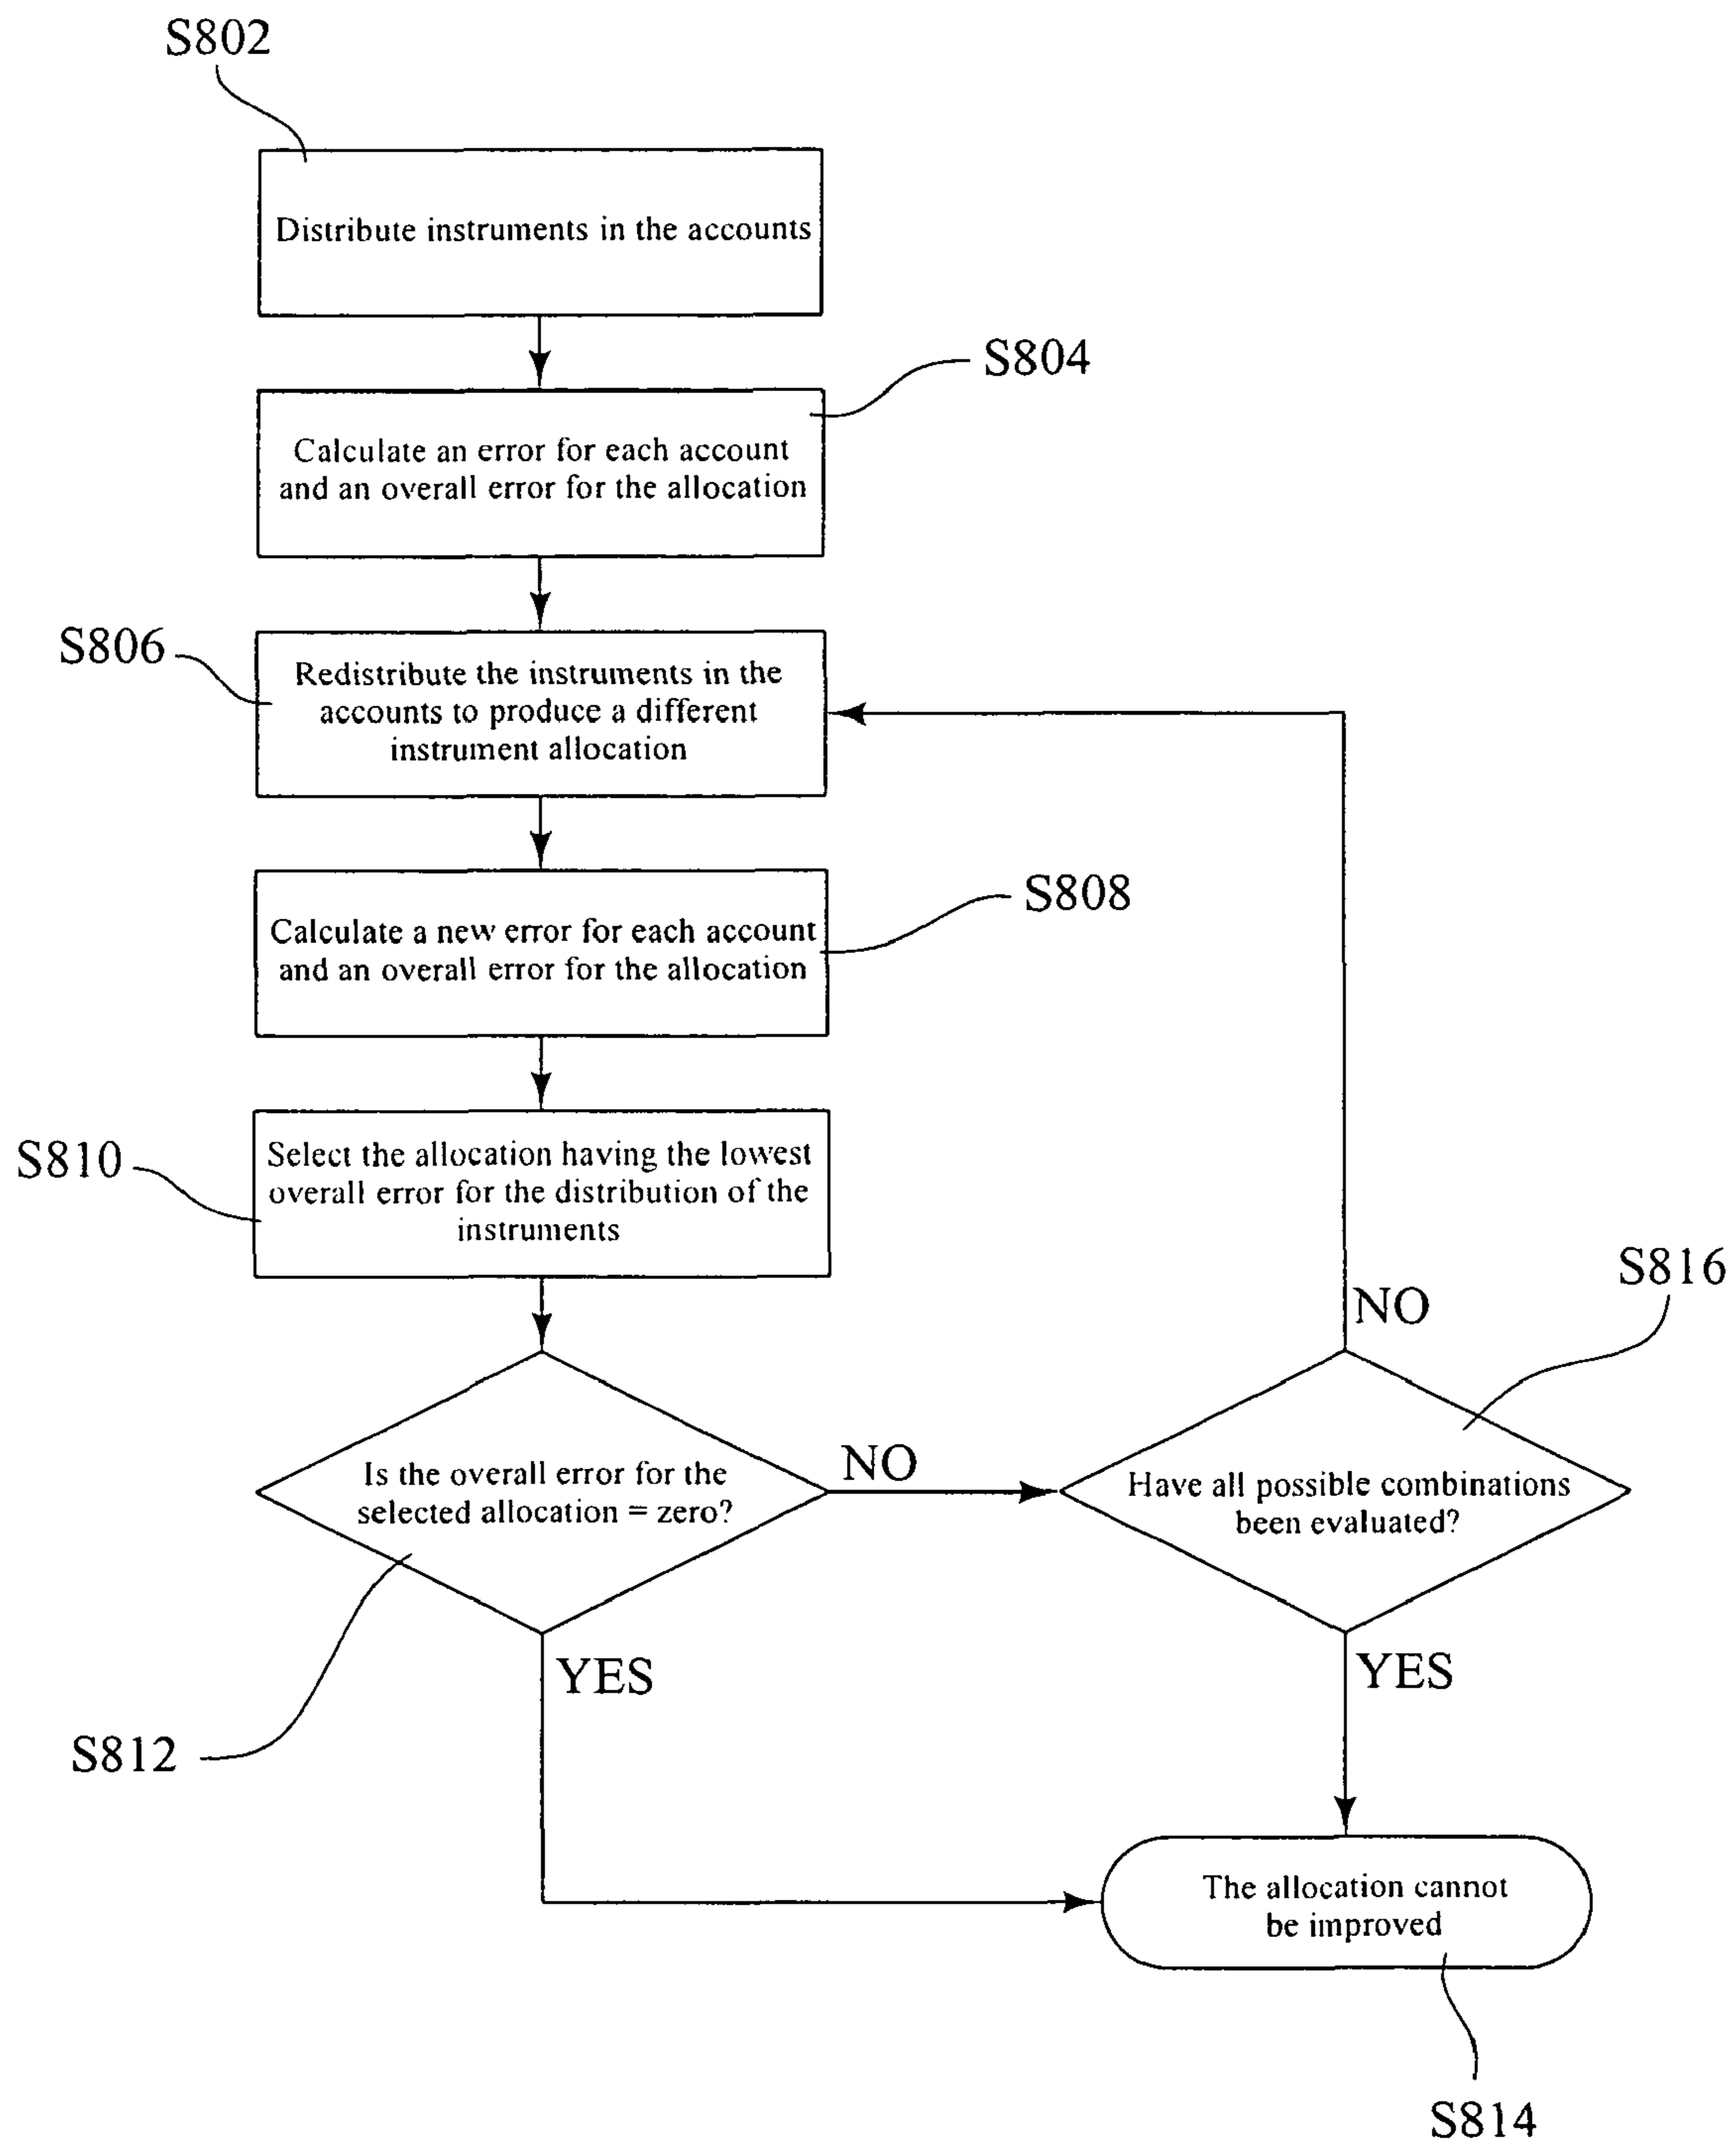 S802
Distribute instruments in the accounts
S804
Calculate an error for each account
and an overall error for the allocation
S806
Redistribute the instruments in the
accounts to produce a different
instrument allocation
S808
Calculate a new error for each account
and an overall error for the allocation
S810
Select the allocation having the lowest
overall error for the distribution of the
instruments
S816
NO
Is the overall error for the
selected allocation = zero?
NO
Have all possible combinations
been evaluated?
YES
YES
S812
The allocation cannot
be improved
S814